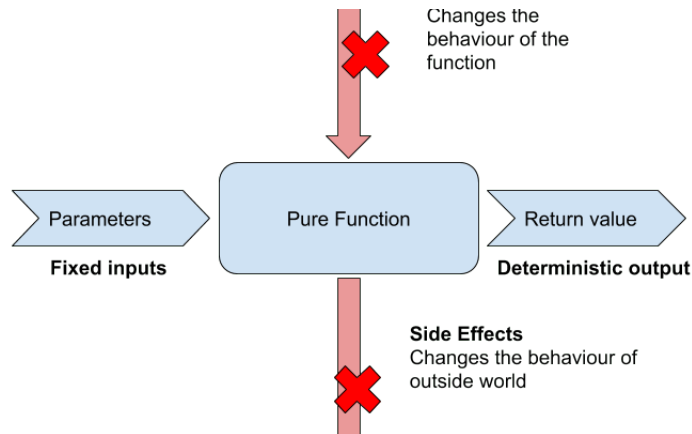 Changes the
behaviour of the
function
Parameters
Pure Function
Return value
Fixed inputs
Deterministic output
Side Effects
Changes the behaviour of
outside world